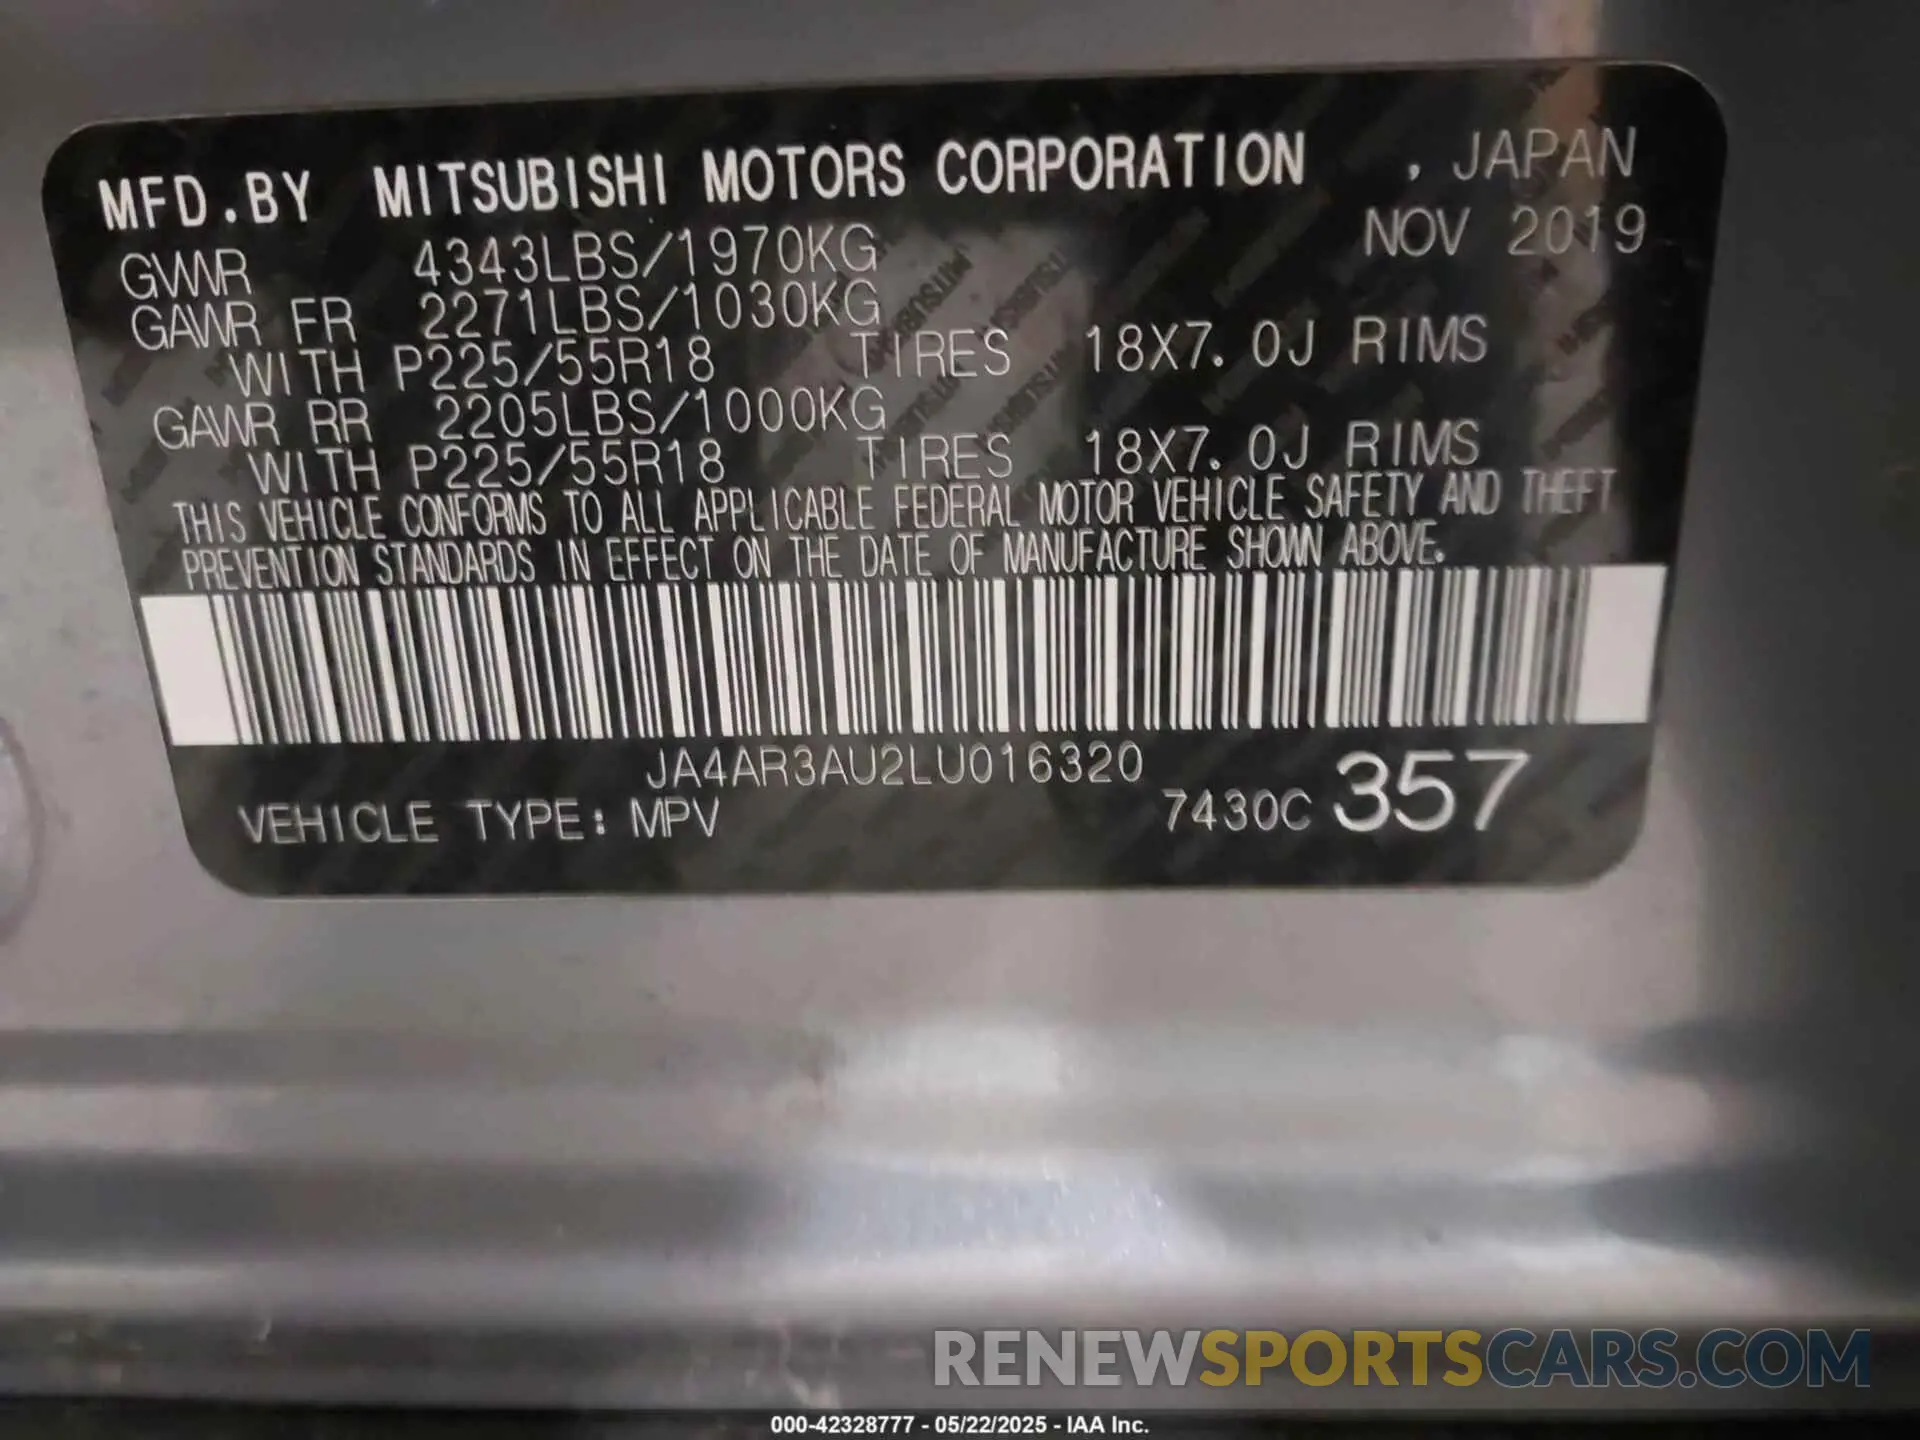 MFD.BY MITSUBISHI MOTORS CORPORATION , JAPAN
NOV 2019
GVWR 4343LBS/1970KG
GAWR FR 2271LBS/1030KG
WITH P225/55R18 TIRES 18X7.0J RIMS
GAWR RR 2205LBS/1000KG
WITH P225/55R18 TIRES 18X7.0J RIMS
THIS VEHICLE CONFORMS TO ALL APPLICABLE FEDERAL MOTOR VEHICLE SAFETY AND THEFT
PREVENTION STANDARDS IN EFFECT ON THE DATE OF MANUFACTURE SHOWN ABOVE.
JA4AR3AU2LU016320
VEHICLE TYPE: MPV 7430C 357
RENEWSPORTSCARS.COM
000-42328777 - 05/22/2025 - IAA Inc.